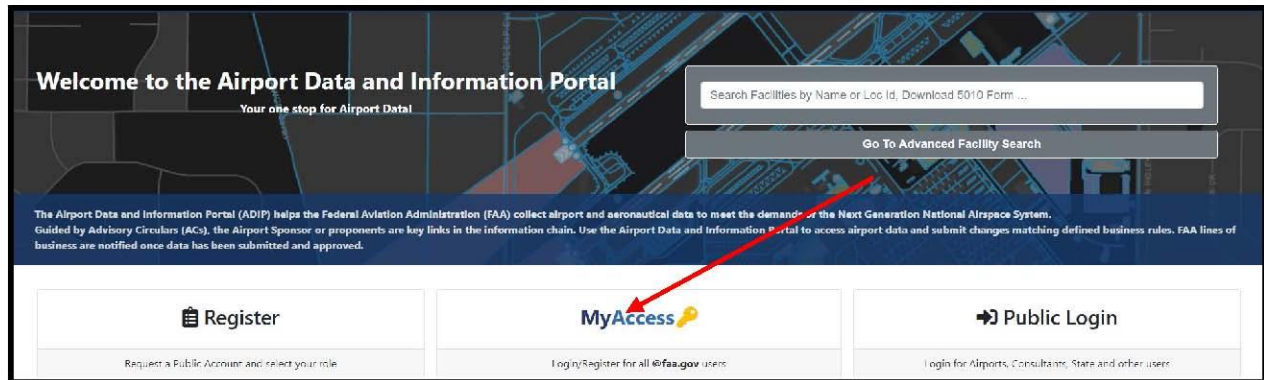 Welcome to the Airport Data and Information Portal
Your one stop for Airport Data!
Search Facilities by Name or Loc Id, Download 5010 Form ...
Go To Advanced Facility Search
The Airport Data and Information Portal (ADIP) helps the Federal Aviation Administration (FAA) collect airport and aeronautical data to meet the demands of the Next Generation National Airspace System.
Guided by Advisory Circulars (ACs), the Airport Sponsor or proponents are key links in the information chain. Use the Airport Data and Information Portal to access airport data and submit changes matching defined business rules. FAA lines of
business are notified once data has been submitted and approved.
Register
MyAccess
Public Login
Request a Public Account and select your role
Login/Register for all @faa.gov users
Login for Airports, Consultants, State and other users